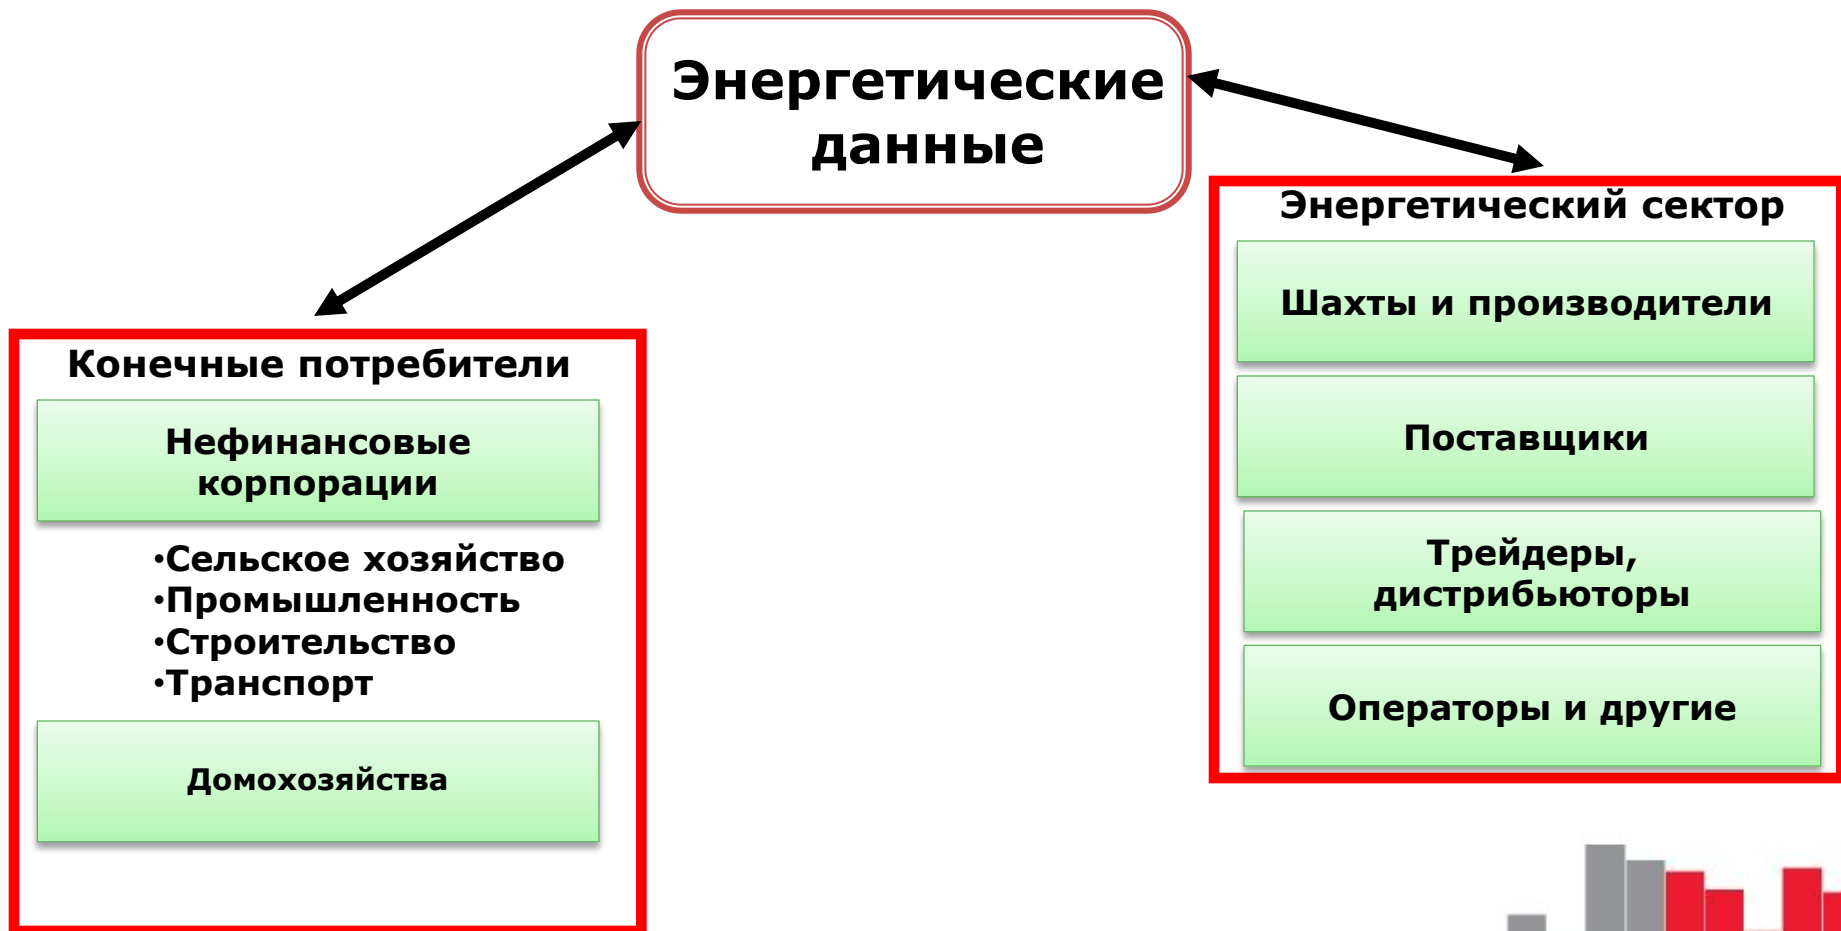 Энергетические
данные
Конечные потребители
Нефинансовые
корпорации
•Сельское хозяйство
•Промышленность
•Строительство
•Транспорт
Домохозяйства
Энергетический сектор
Шахты и производители
Поставщики
Трейдеры,
дистрибьюторы
Операторы и другие